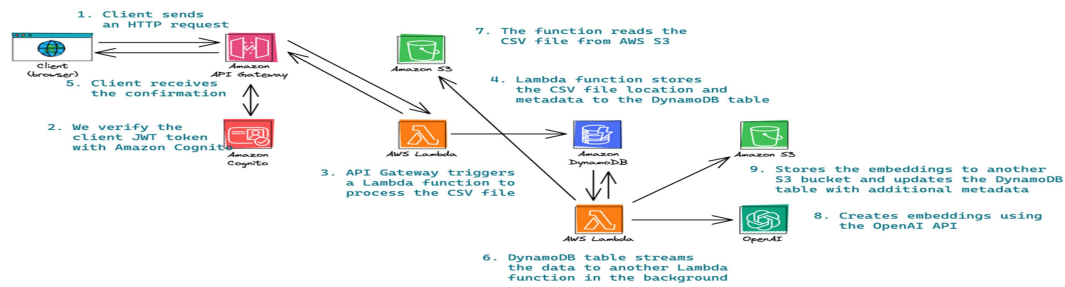 1. Client sends
an HTTP request
7. The function reads the
CSV file from AWS S3
Client
(browser)
Amazon
API Gateway
Amazon S3
5. Client receives
the confirmation
4. Lambda function stores
the CSV file location and
metadata to the DynamoDB table
2. We verify the
client JWT token
with Amazon Cognito
Amazon
Cognito
AWS Lambda
Amazon
DynamoDB
Amazon S3
3. API Gateway triggers
a Lambda function to
process the CSV file
9. Stores the embeddings to another
S3 bucket and updates the DynamoDB
table with additional metadata
AWS Lambda
OpenAI
8. Creates embeddings using
the OpenAI API
6. DynamoDB table streams
the data to another Lambda
function in the background